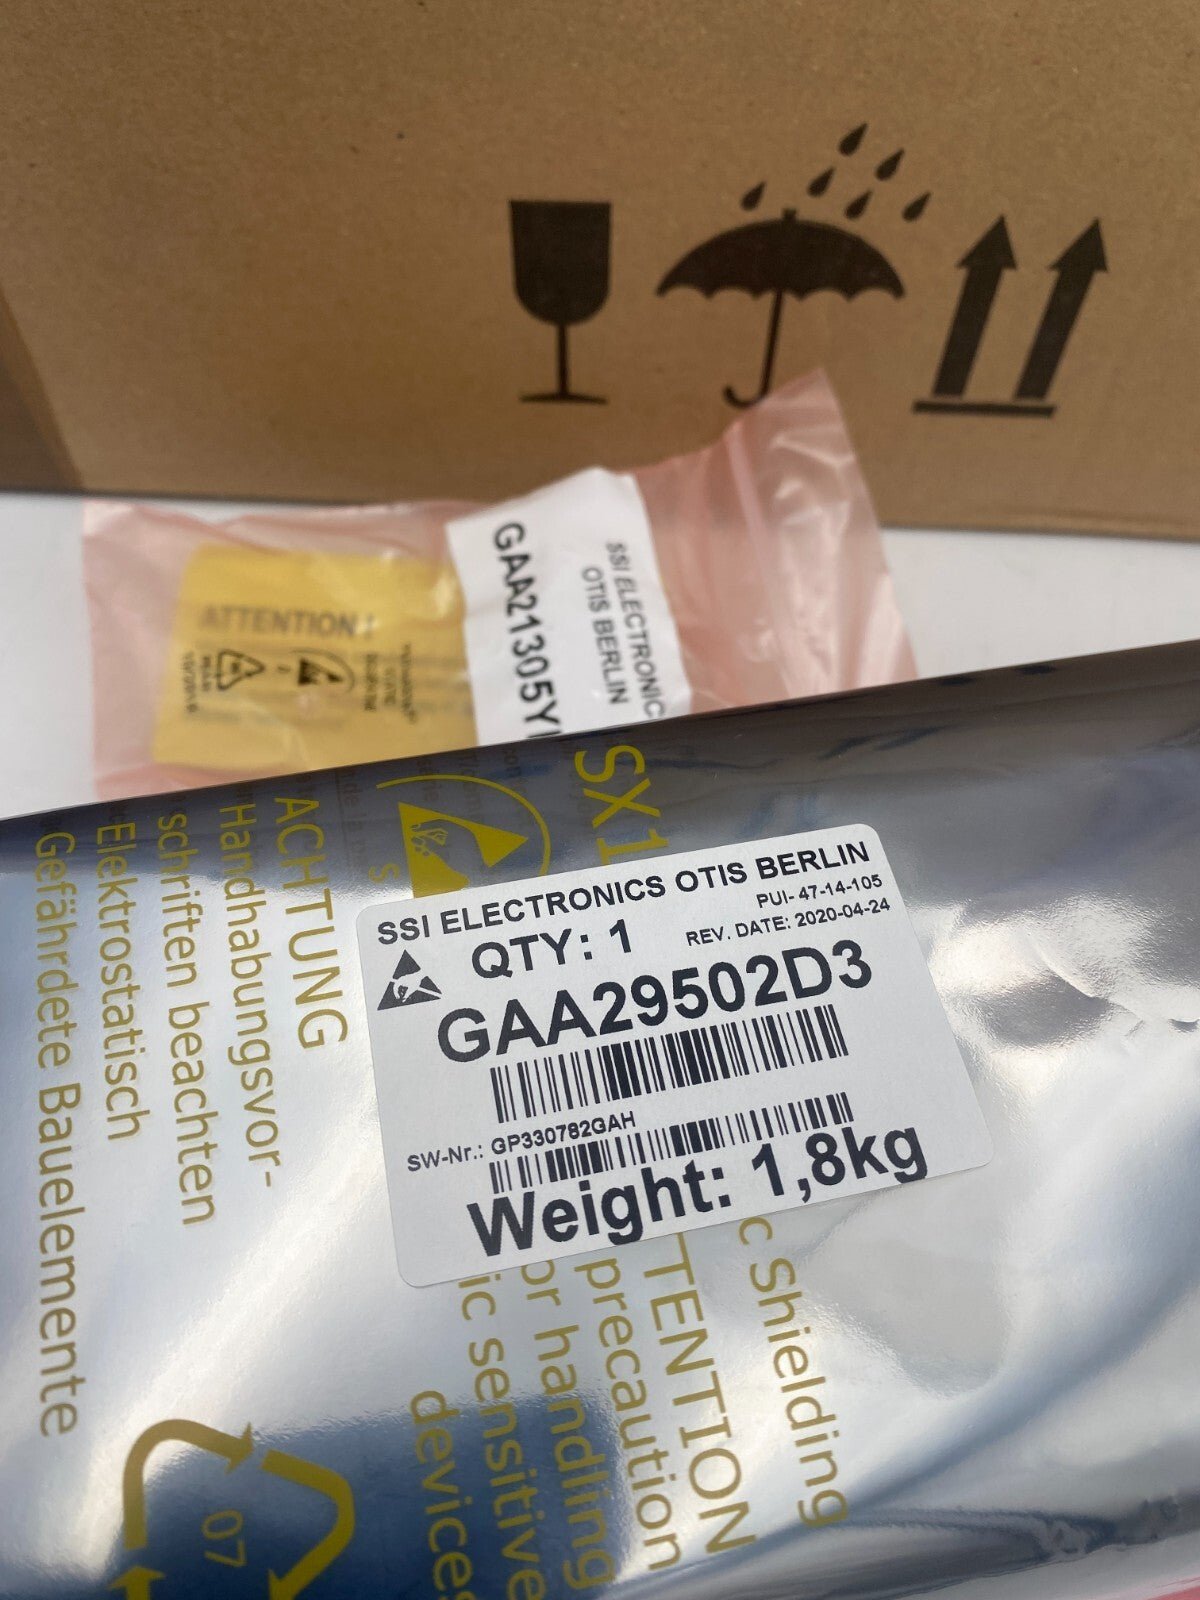 GAA21305Y
SSI ELECTRONIC
OTIS BERLIN
ATTENTION !
SX1
ACHTUNG
Handhabungsvor-
schriften beachten
Elektrostatisch
Gefährdete Bauelemente
SSI ELECTRONICS OTIS BERLIN
PUI- 47-14-105
QTY: 1
REV. DATE: 2020-04-24
GAA29502D3
SW-Nr.: GP330782GAH
Weight: 1,8kg
c Shielding
TENTION
precaution
or handling
ic sensitive
devices
07